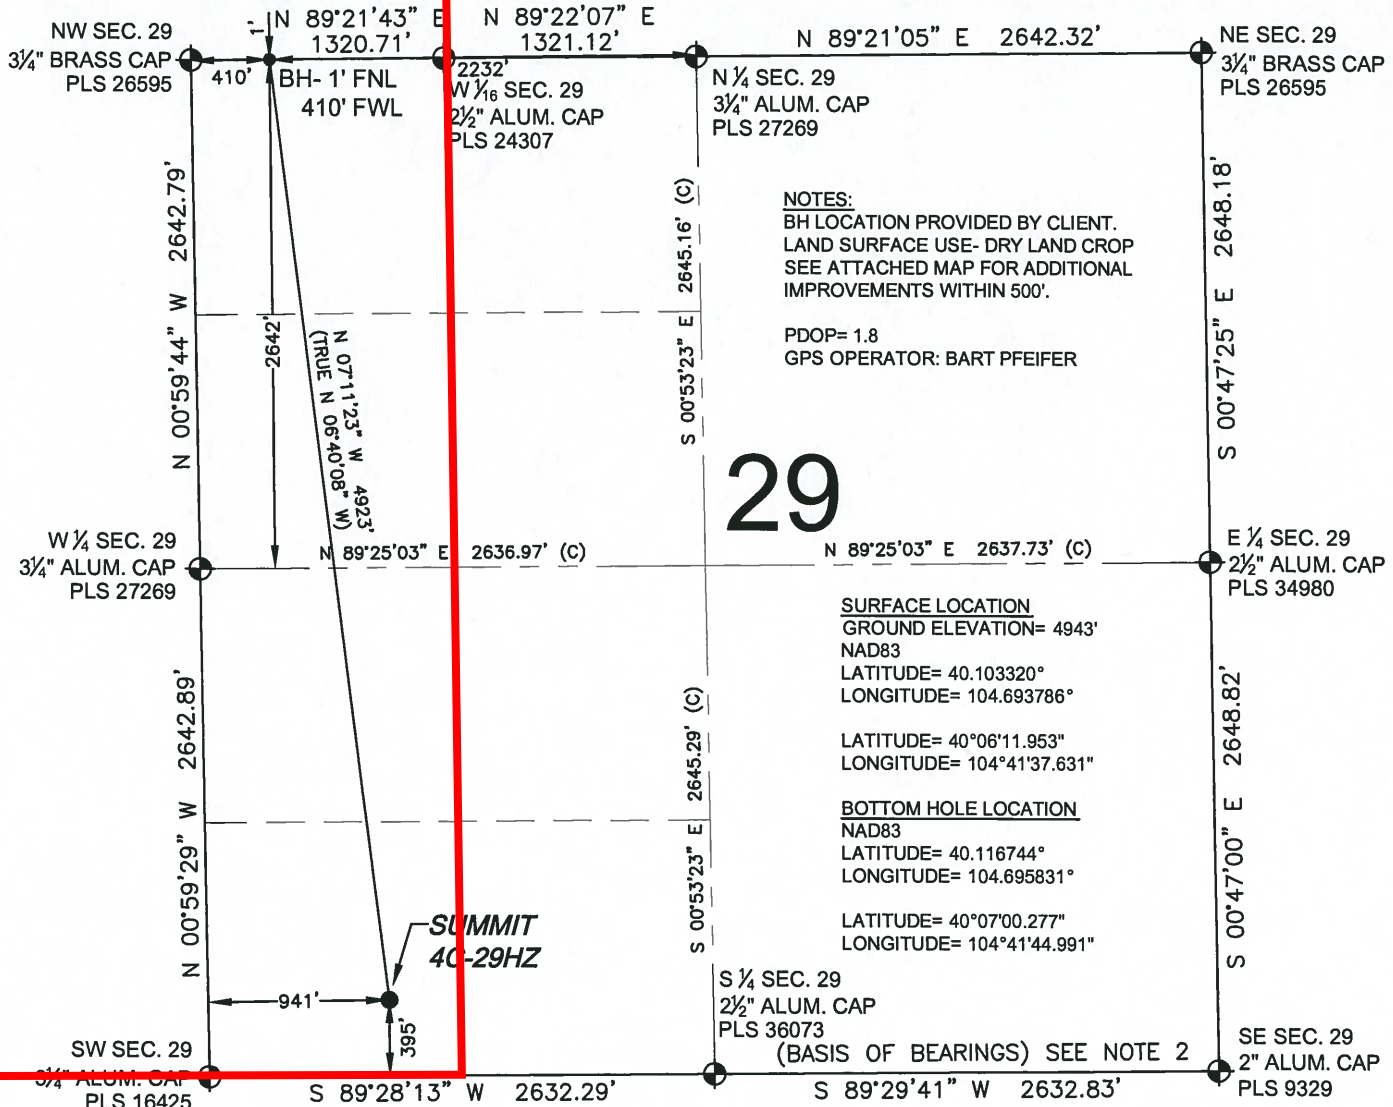 N 89°21'43" E
1320.71'
N 89°22'07" E
1321.12'
N 89°21'05" E 2642.32'
1'
NW SEC. 29
3¼" BRASS CAP
PLS 26595
410'
BH- 1' FNL
410' FWL
2232'
W 1⁄16 SEC. 29
2½" ALUM. CAP
PLS 24307
N ¼ SEC. 29
3¼" ALUM. CAP
PLS 27269
NE SEC. 29
3¼" BRASS CAP
PLS 26595
N 00°59'44" W 2642.79'
2642'
N 07°11'23" W 4923'
(TRUE N 06°40'08" W)
S 00°53'23" E 2645.16' (C)
NOTES:
BH LOCATION PROVIDED BY CLIENT.
LAND SURFACE USE- DRY LAND CROP
SEE ATTACHED MAP FOR ADDITIONAL
IMPROVEMENTS WITHIN 500'.
PDOP= 1.8
GPS OPERATOR: BART PFEIFER
S 00°47'25" E 2648.18'
29
W ¼ SEC. 29
3¼" ALUM. CAP
PLS 27269
N 89°25'03" E 2636.97' (C)
N 89°25'03" E 2637.73' (C)
E ¼ SEC. 29
2½" ALUM. CAP
PLS 34980
SURFACE LOCATION
GROUND ELEVATION= 4943'
NAD83
LATITUDE= 40.103320°
LONGITUDE= 104.693786°
LATITUDE= 40°06'11.953"
LONGITUDE= 104°41'37.631"
BOTTOM HOLE LOCATION
NAD83
LATITUDE= 40.116744°
LONGITUDE= 104.695831°
LATITUDE= 40°07'00.277"
LONGITUDE= 104°41'44.991"
N 00°59'29" W 2642.89'
S 00°53'23" E 2645.29' (C)
S 00°47'00" E 2648.82'
SUMMIT
4C-29HZ
941'
395'
SW SEC. 29
3¼" ALUM. CAP
PLS 16425
S ¼ SEC. 29
2½" ALUM. CAP
PLS 36073
(BASIS OF BEARINGS) SEE NOTE 2
SE SEC. 29
2" ALUM. CAP
PLS 9329
S 89°28'13" W 2632.29'
S 89°29'41" W 2632.83'